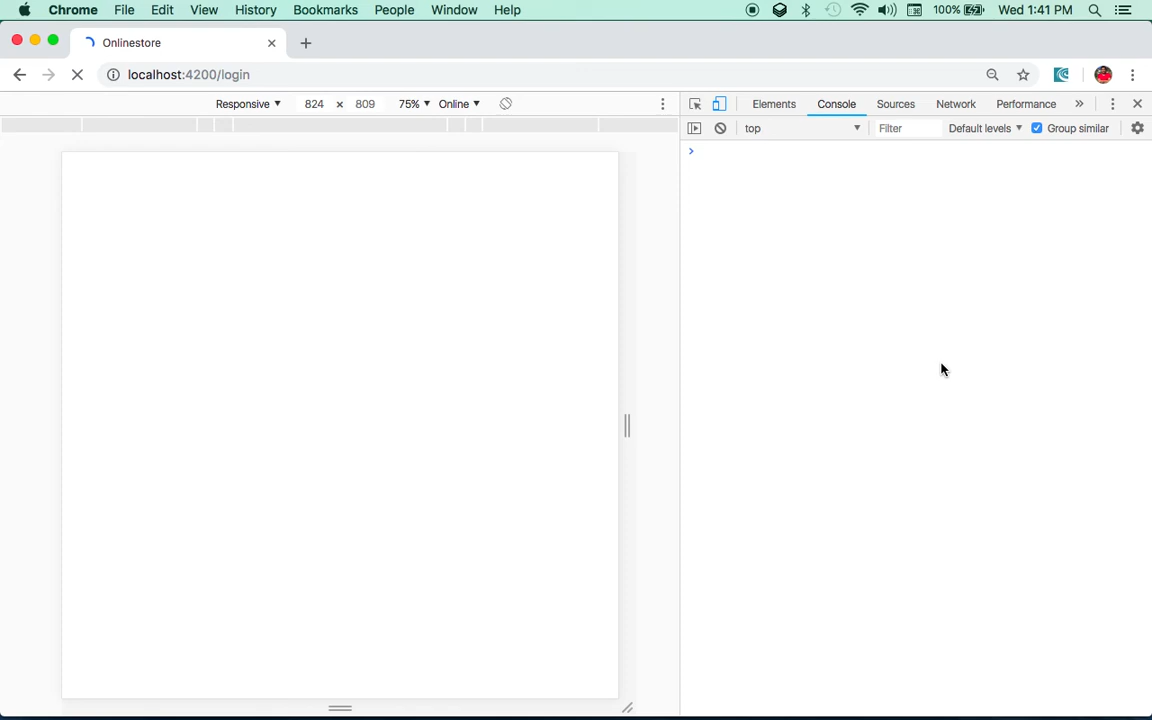 Chrome File Edit View History Bookmarks People Window Help 100% Wed 1:41 PM
Onlinestore
localhost:4200/login
Responsive 824 × 809 75% Online Elements Console Sources Network Performance »
top Filter Default levels Group similar